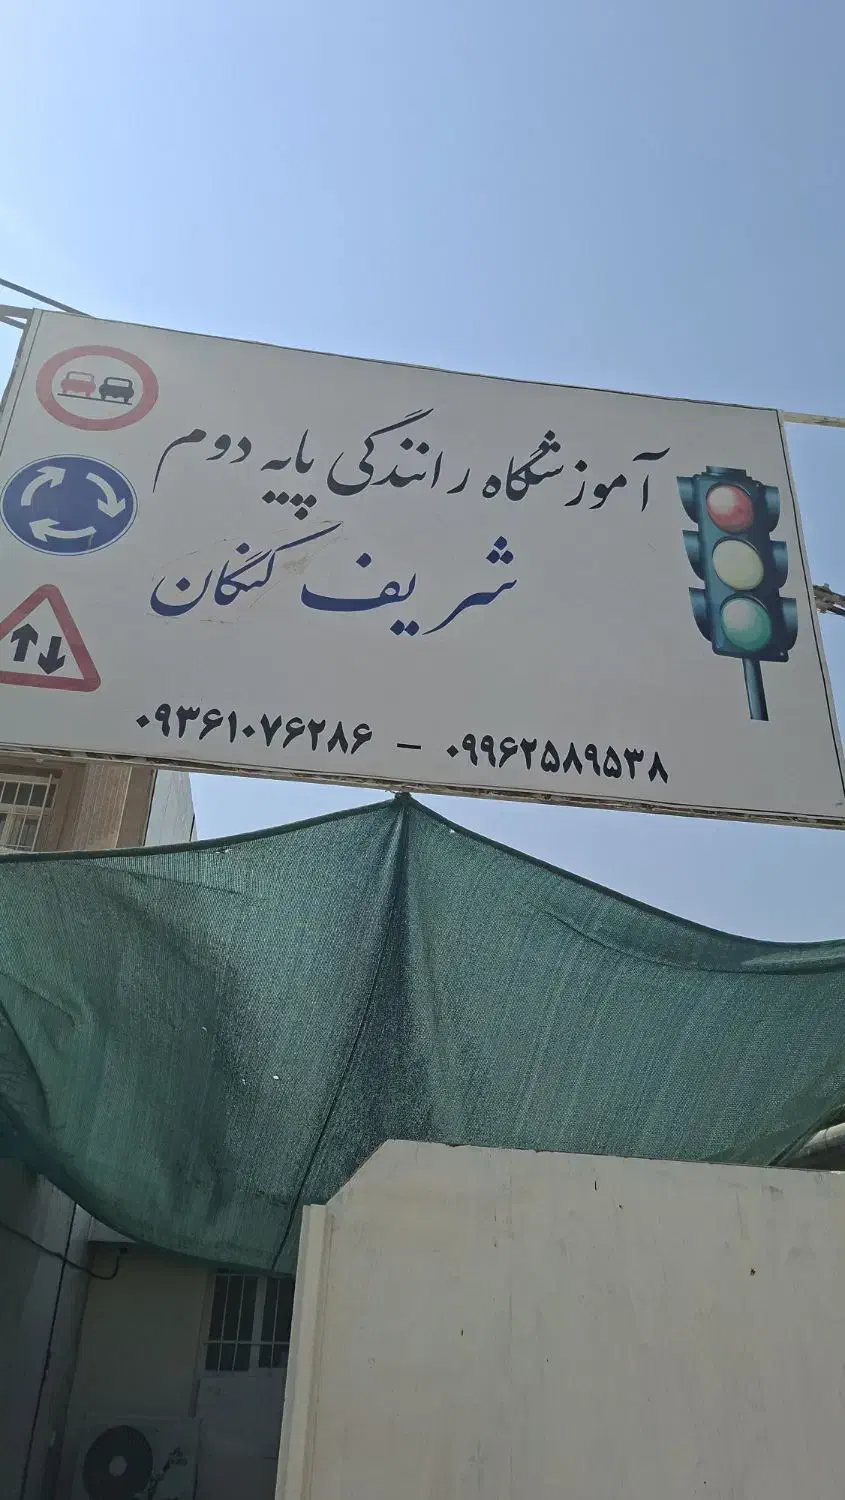 آموزشگاه رانندگی پایه دوم
شریف کنگان
۰۹۳۶۱۰۷۶۲۸۶ - ۰۹۹۶۲۵۸۹۵۳۸